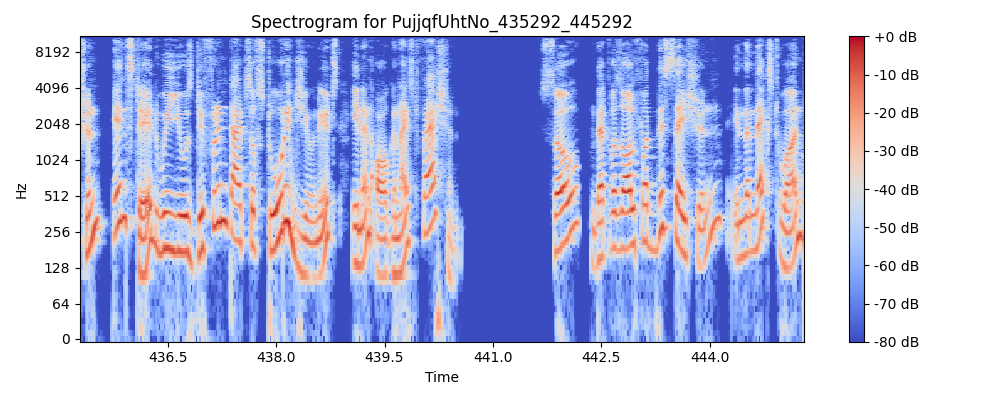 Spectrogram for PujjqfUhtNo_435292_445292
8192
4096
2048
1024
512
256
128
64
0
Hz
436.5
438.0
439.5
441.0
442.5
444.0
Time
+0 dB
-10 dB
-20 dB
-30 dB
-40 dB
-50 dB
-60 dB
-70 dB
-80 dB